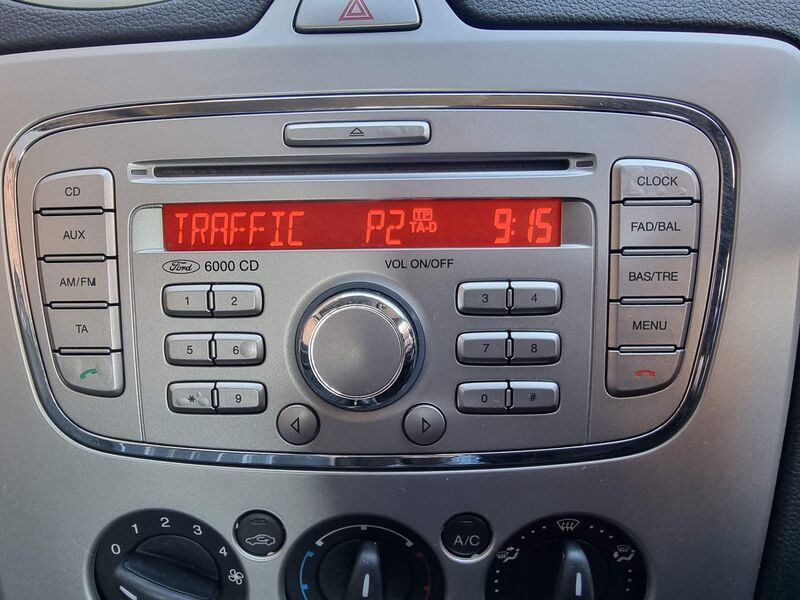 TRAFFIC P2 TP TA-D 9:15
Ford 6000 CD VOL ON/OFF
CD
AUX
AM/FM
TA
1 2
5 6
* 9
3 4
7 8
0 #
CLOCK
FAD/BAL
BAS/TRE
MENU
0 1 2 3 4
A/C